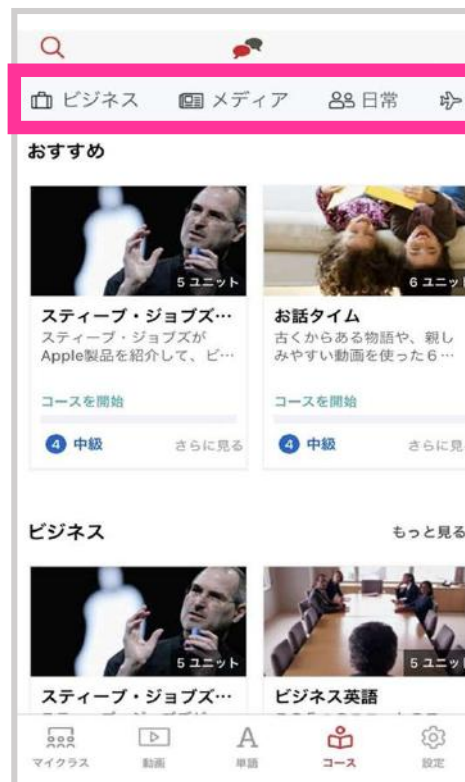 ビジネス メディア 日常
おすすめ
5 ユニット
6 ユニット
スティーブ・ジョブズ…
お話タイム
スティーブ・ジョブズが
古くからある物語や、親し
Apple製品を紹介して、ビ…
みやすい動画を使った６…
コースを開始
コースを開始
4 中級 さらに見る
4 中級 さらに見
ビジネス もっと見る
5 ユニット
5 ユニット
スティーブ・ジョブズ…
ビジネス英語
A
マイクラス 動画 単語 コース 設定